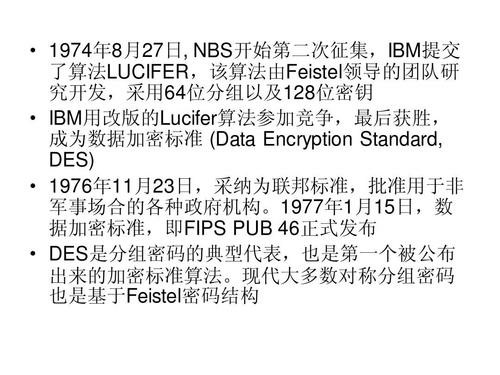 • 1974年8月27日, NBS开始第二次征集，IBM提交
了算法LUCIFER，该算法由Feistel领导的团队研
究开发，采用64位分组以及128位密钥
• IBM用改版的Lucifer算法参加竞争，最后获胜，
成为数据加密标准 (Data Encryption Standard,
DES)
• 1976年11月23日，采纳为联邦标准，批准用于非
军事场合的各种政府机构。1977年1月15日，数
据加密标准，即FIPS PUB 46正式发布
• DES是分组密码的典型代表，也是第一个被公布
出来的加密标准算法。现代大多数对称分组密码
也是基于Feistel密码结构